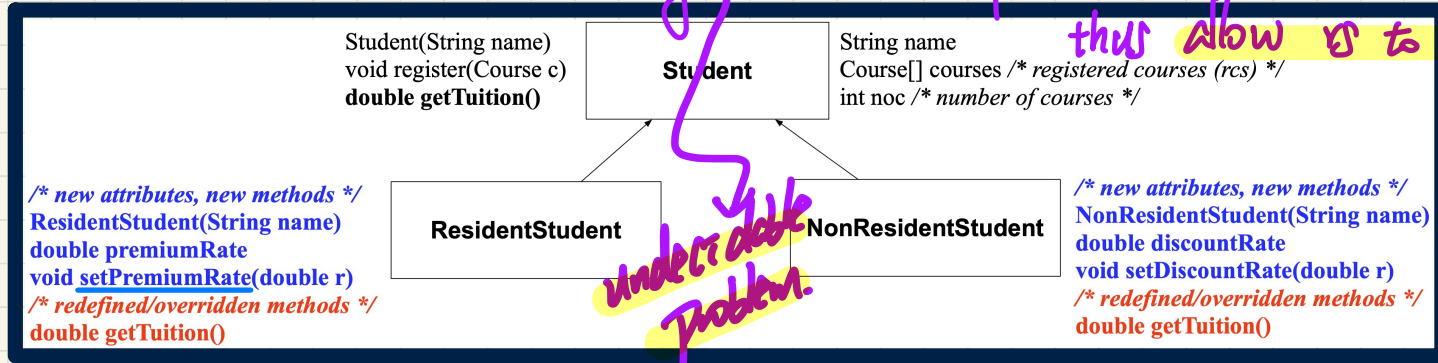 thus allow rs to
Student(String name)
void register(Course c)
double getTuition()
Student
String name
Course[] courses /* registered courses (rcs) */
int noc /* number of courses */
/* new attributes, new methods */
ResidentStudent(String name)
double premiumRate
void setPremiumRate(double r)
/* redefined/overridden methods */
double getTuition()
ResidentStudent
undecidable
problem.
NonResidentStudent
/* new attributes, new methods */
NonResidentStudent(String name)
double discountRate
void setDiscountRate(double r)
/* redefined/overridden methods */
double getTuition()